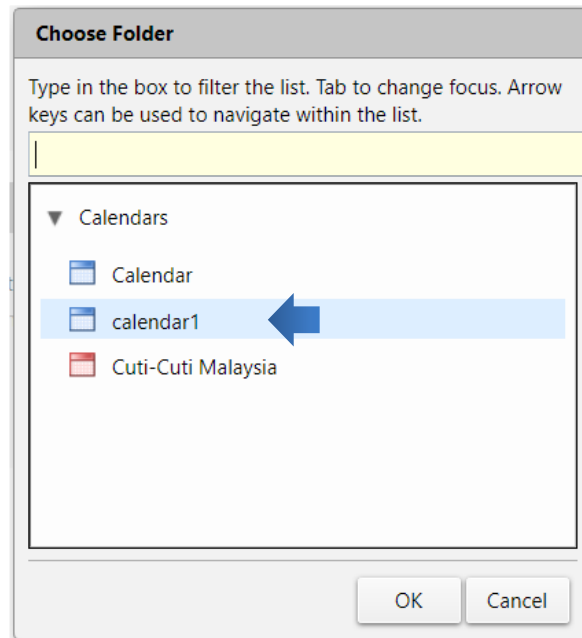 Choose Folder
Type in the box to filter the list. Tab to change focus. Arrow
keys can be used to navigate within the list.
Calendars
Calendar
calendar1
Cuti-Cuti Malaysia
OK
Cancel